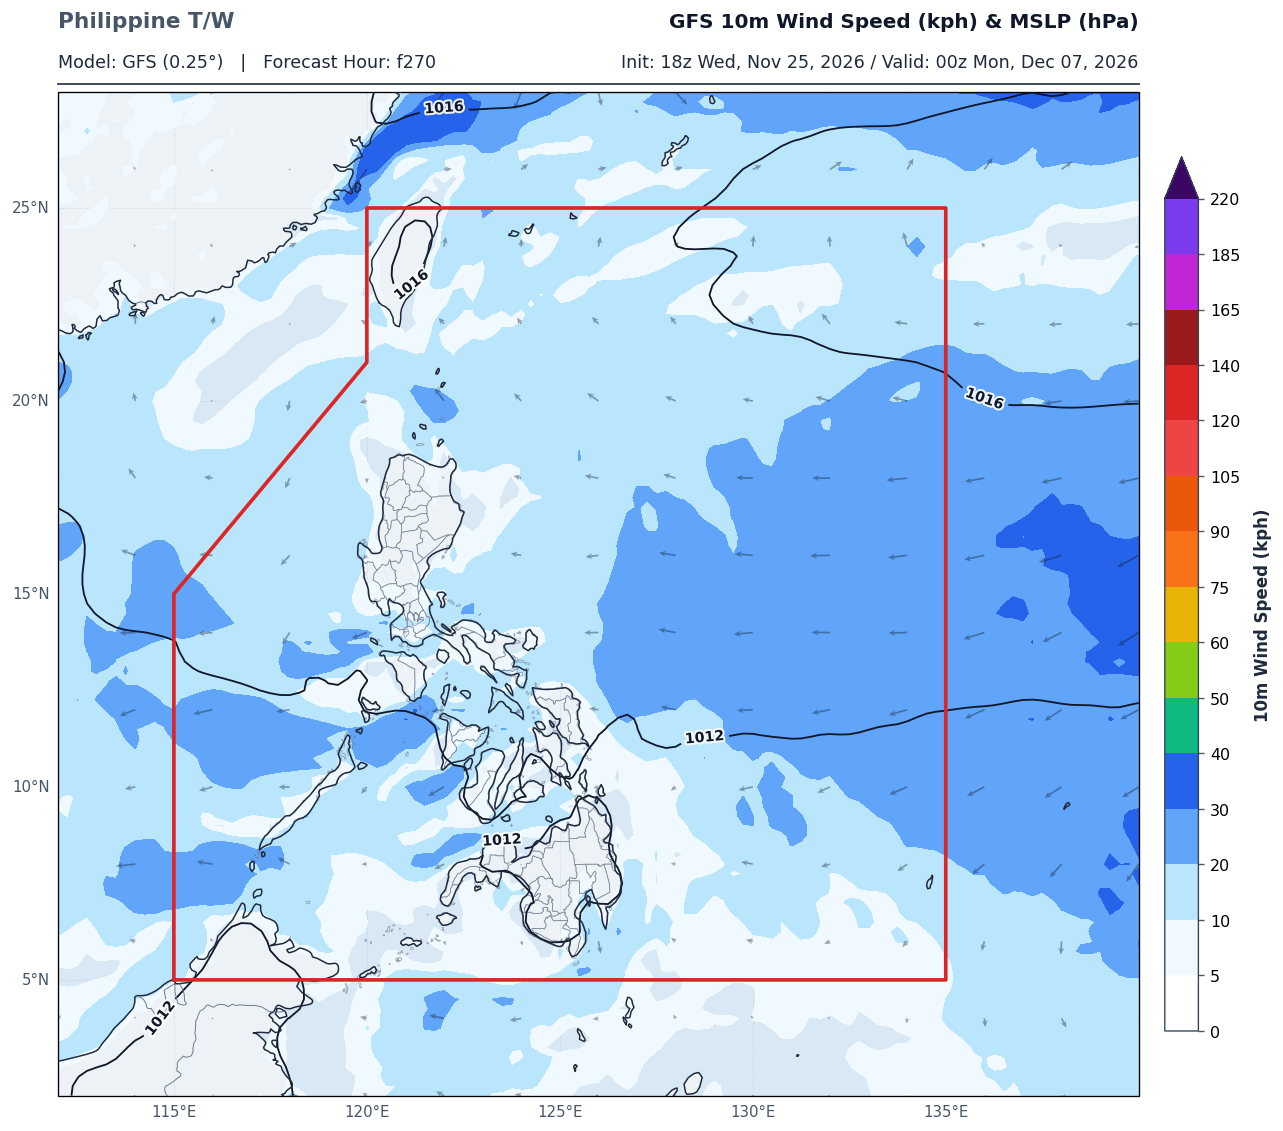 Philippine T/W
GFS 10m Wind Speed (kph) & MSLP (hPa)
Model: GFS (0.25°) | Forecast Hour: f270
Init: 18z Wed, Nov 25, 2026 / Valid: 00z Mon, Dec 07, 2026
1016
1016
1016
1012
1012
1012
25°N
20°N
15°N
10°N
5°N
115°E
120°E
125°E
130°E
135°E
220
185
165
140
120
105
90
75
60
50
40
30
20
10
5
0
10m Wind Speed (kph)